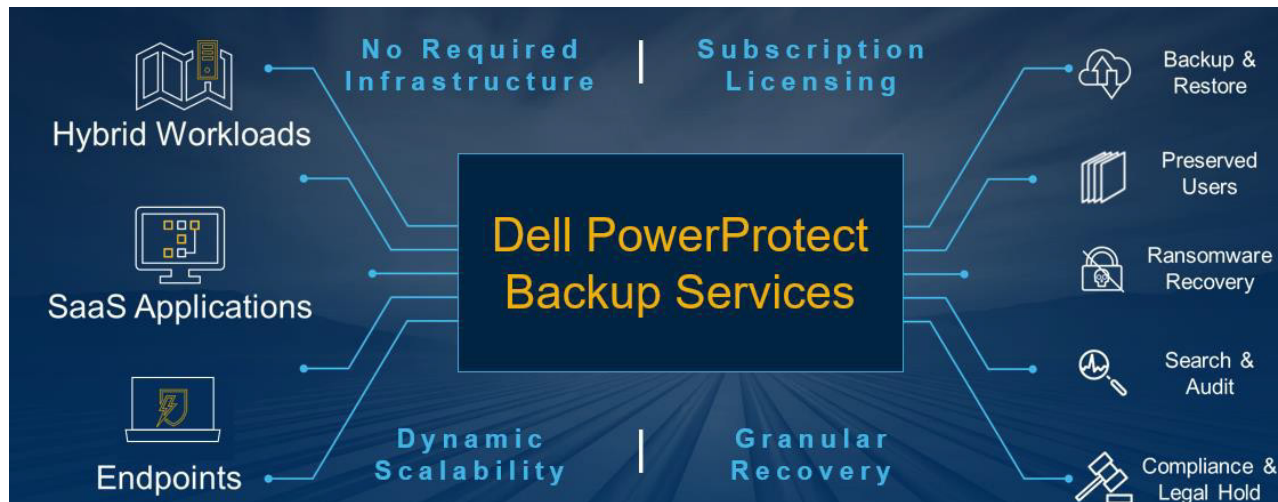 No Required
Infrastructure
|
Subscription
Licensing
Hybrid Workloads
SaaS Applications
Endpoints
Dell PowerProtect
Backup Services
Backup &
Restore
Preserved
Users
Ransomware
Recovery
Search &
Audit
Compliance &
Legal Hold
Dynamic
Scalability
|
Granular
Recovery